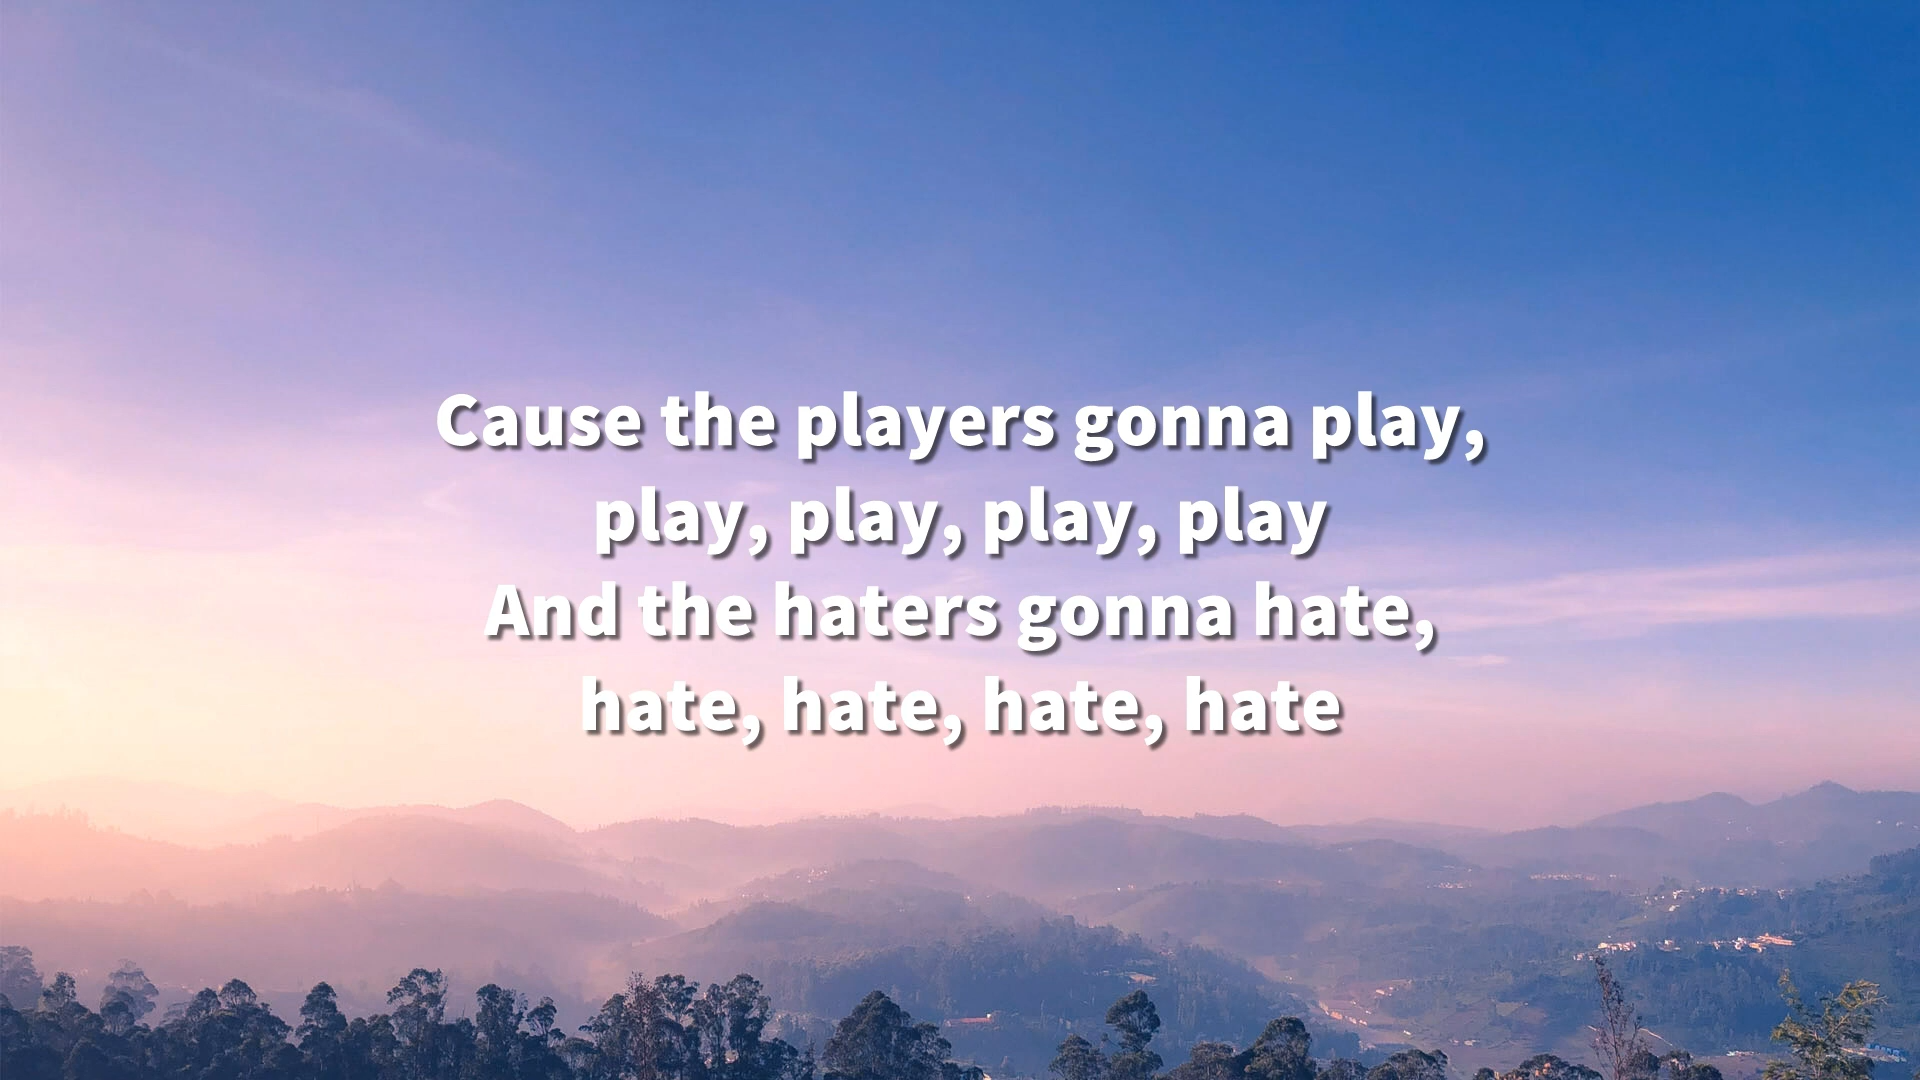 Cause the players gonna play,
play, play, play, play
And the haters gonna hate,
hate, hate, hate, hate